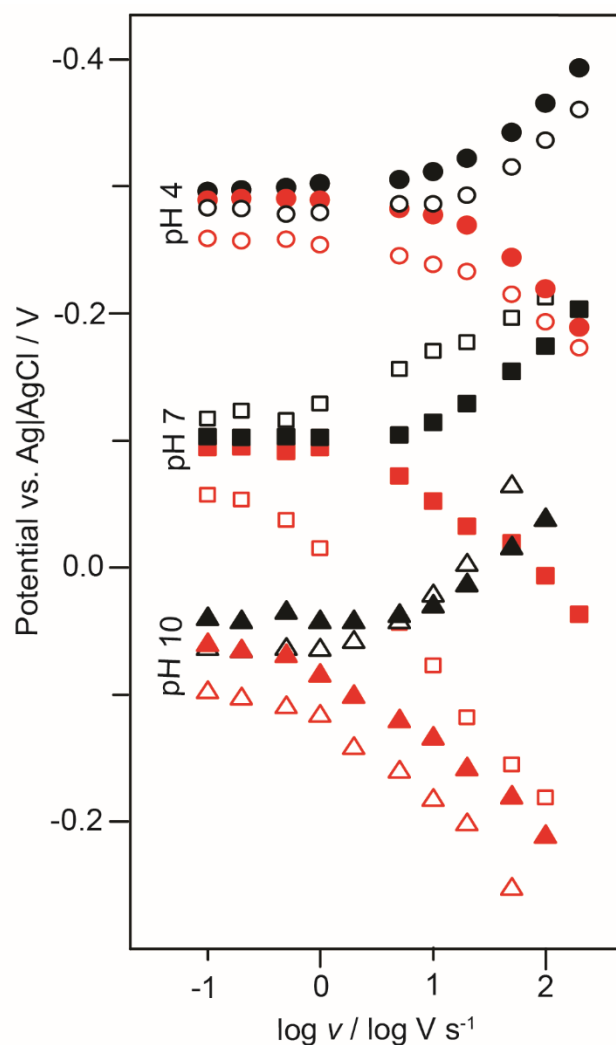 -0.4
-0.2
0.0
-0.2
Potential vs. Ag|AgCl / V
pH 4
pH 7
pH 10
-1
0
1
2
log v / log V s⁻¹